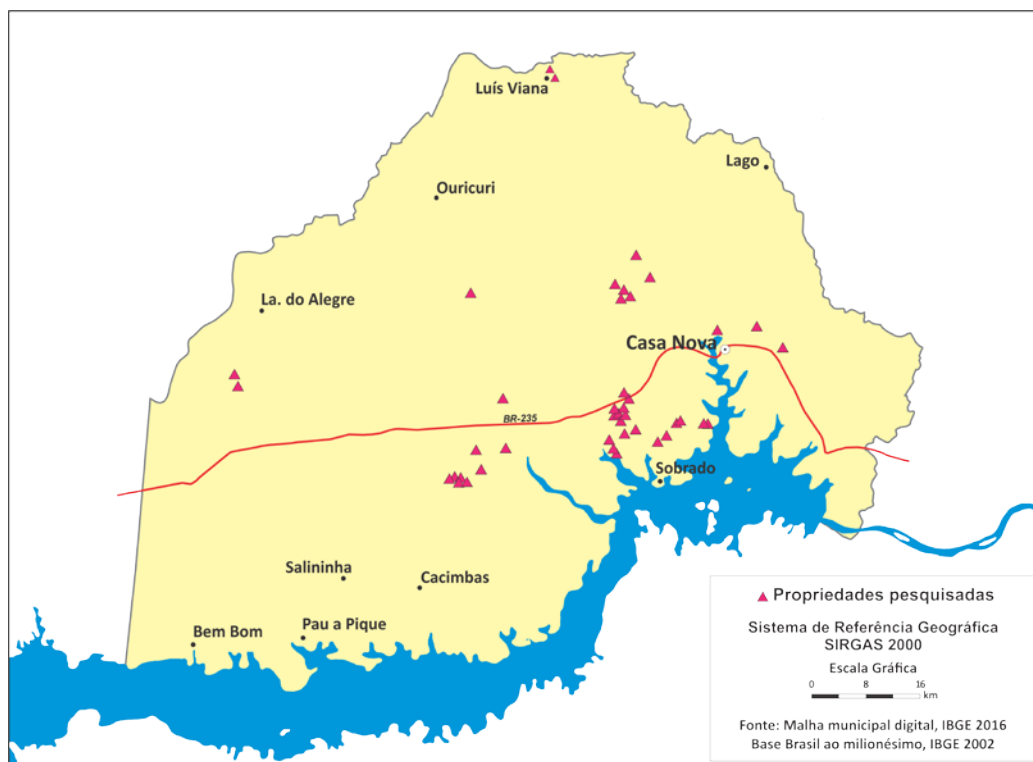 Luís Viana
Lago
Ouricuri
La. do Alegre
Casa Nova
BR-235
Sobrado
Salininha
Cacimbas
Pau a Pique
Bem Bom
Propriedades pesquisadas
Sistema de Referência Geográfica
SIRGAS 2000
Escala Gráfica
0 8 16
km
Fonte: Malha municipal digital, IBGE 2016
Base Brasil ao milionésimo, IBGE 2002